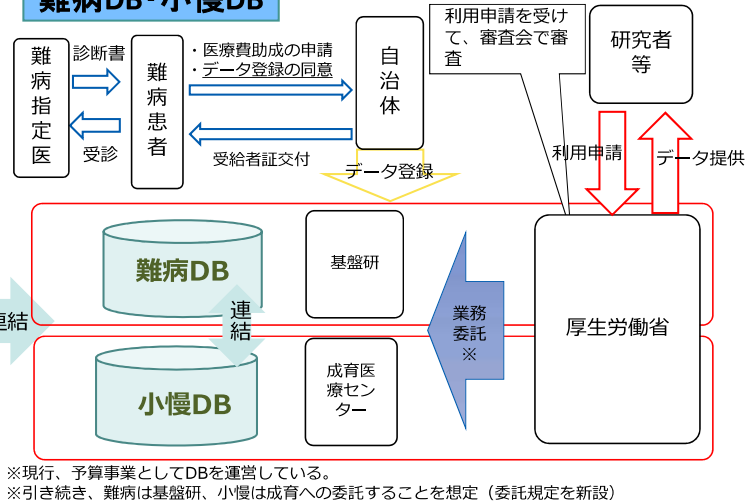 難病DB・小慢DB
難病指定医
診断書
受診
難病患者
・医療費助成の申請
・データ登録の同意
受給者証交付
自治体
利用申請を受け
て、審査会で審
査
研究者
等
利用申請
データ提供
データ登録
難病DB
基盤研
連結
連結
業務
委託
※
厚生労働省
小慢DB
成育医
療セン
ター
※現行、予算事業としてDBを運営している。
※引き続き、難病は基盤研、小慢は成育への委託することを想定（委託規定を新設）